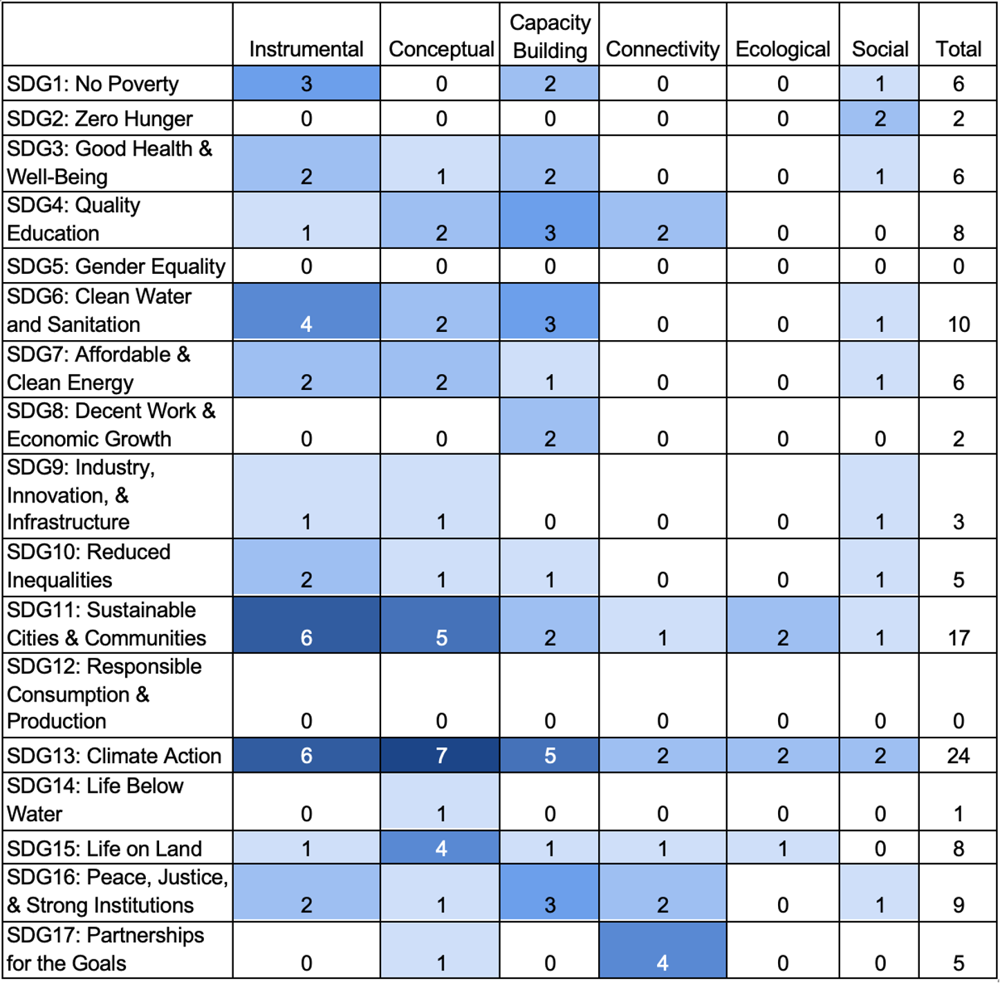 Capacity
Instrumental Conceptual Building Connectivity Ecological Social Total
SDG1: No Poverty 3 0 2 0 0 1 6
SDG2: Zero Hunger 0 0 0 0 0 2 2
SDG3: Good Health &
Well-Being 2 1 2 0 0 1 6
SDG4: Quality
Education 1 2 3 2 0 0 8
SDG5: Gender Equality 0 0 0 0 0 0 0
SDG6: Clean Water
and Sanitation 4 2 3 0 0 1 10
SDG7: Affordable &
Clean Energy 2 2 1 0 0 1 6
SDG8: Decent Work &
Economic Growth 0 0 2 0 0 0 2
SDG9: Industry,
Innovation, &
Infrastructure 1 1 0 0 0 1 3
SDG10: Reduced
Inequalities 2 1 1 0 0 1 5
SDG11: Sustainable
Cities & Communities 6 5 2 1 2 1 17
SDG12: Responsible
Consumption &
Production 0 0 0 0 0 0 0
SDG13: Climate Action 6 7 5 2 2 2 24
SDG14: Life Below
Water 0 1 0 0 0 0 1
SDG15: Life on Land 1 4 1 1 1 0 8
SDG16: Peace, Justice,
& Strong Institutions 2 1 3 2 0 1 9
SDG17: Partnerships
for the Goals 0 1 0 4 0 0 5